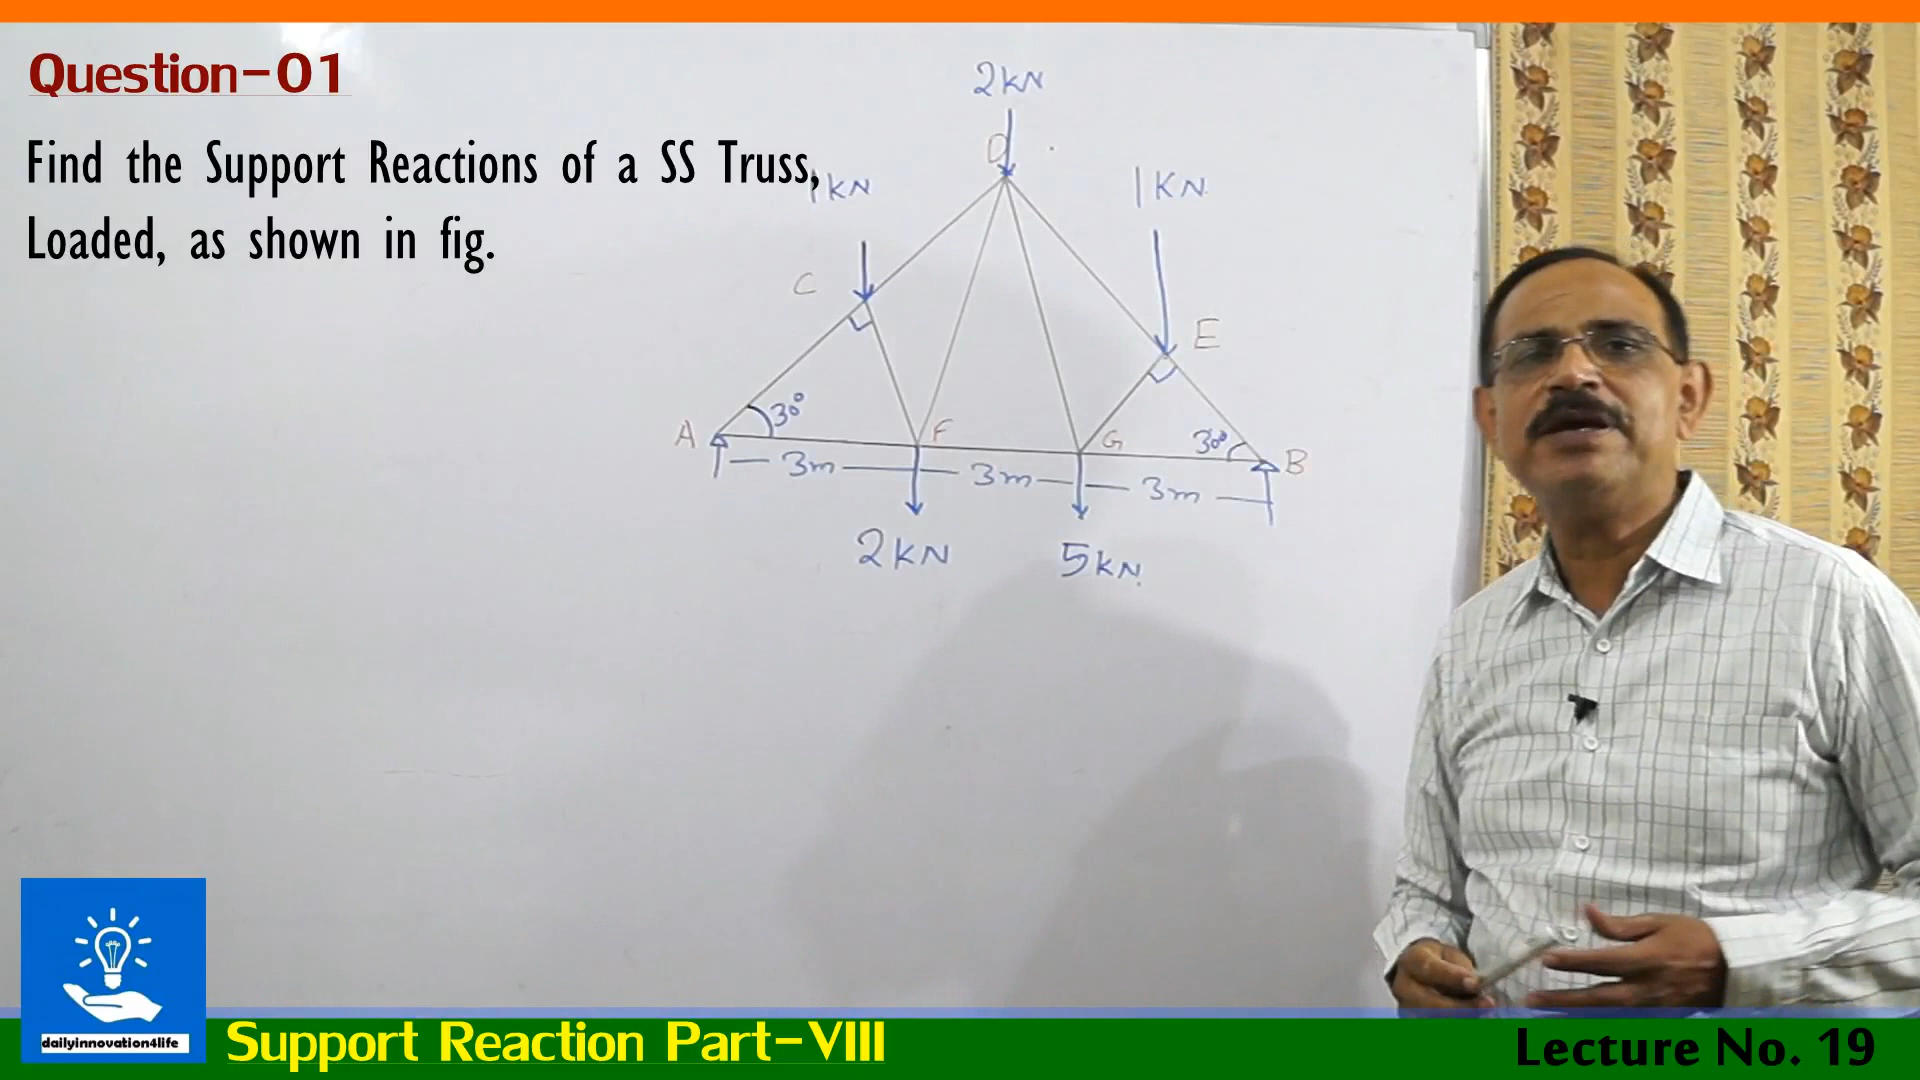 Question-01
Find the Support Reactions of a SS Truss,
Loaded, as shown in fig.
2KN
D
1KN
1KN
C
E
30°
30°
A
F
G
B
3m
3m
3m
2KN
5KN
dailyinnovation4life
Support Reaction Part-VIII
Lecture No. 19